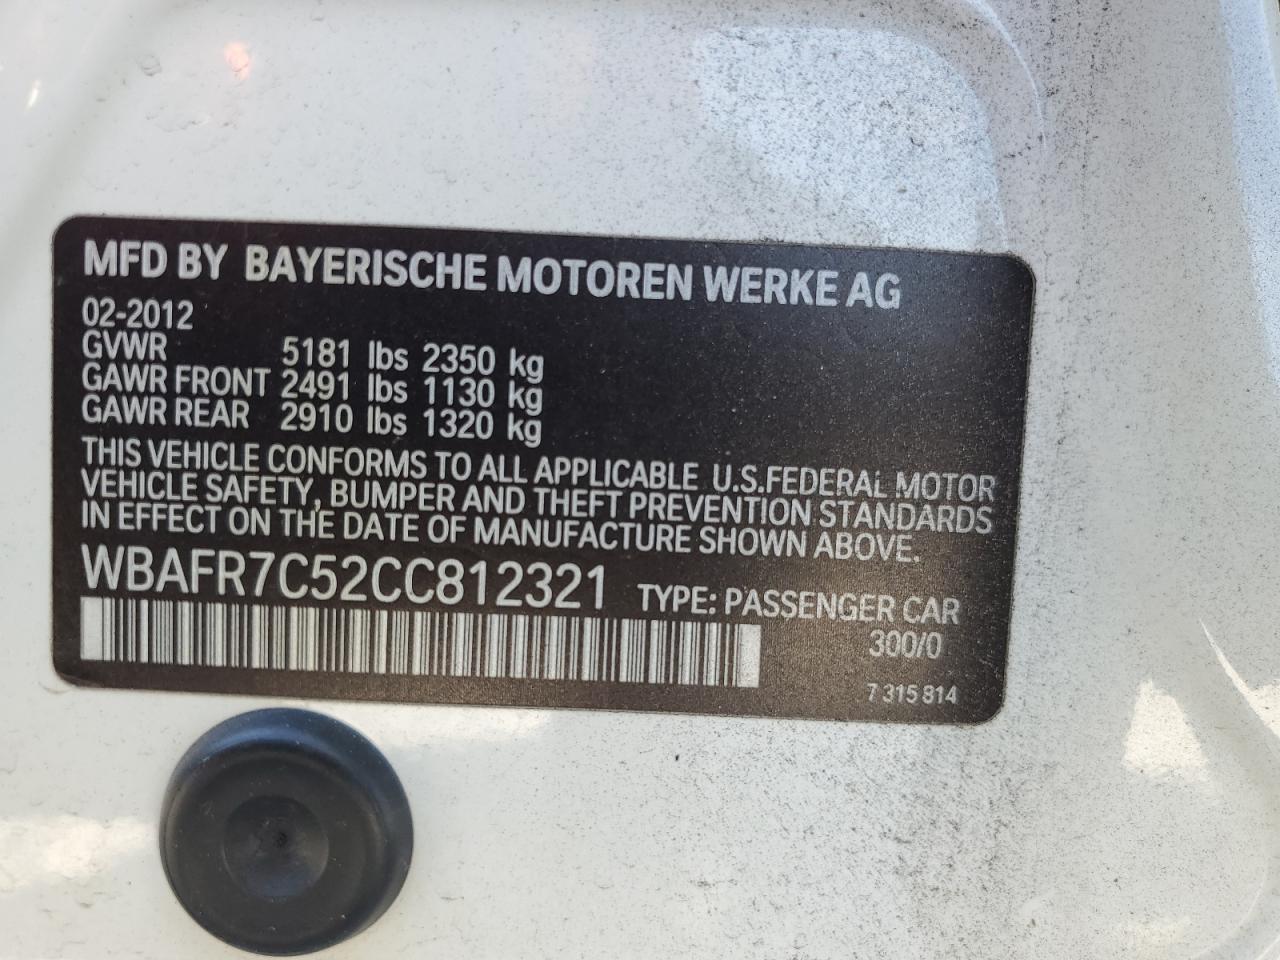 MFD BY BAYERISCHE MOTOREN WERKE AG
02-2012
GVWR 5181 lbs 2350 kg
GAWR FRONT 2491 lbs 1130 kg
GAWR REAR 2910 lbs 1320 kg
THIS VEHICLE CONFORMS TO ALL APPLICABLE U.S.FEDERAL MOTOR
VEHICLE SAFETY, BUMPER AND THEFT PREVENTION STANDARDS
IN EFFECT ON THE DATE OF MANUFACTURE SHOWN ABOVE.
WBAFR7C52CC812321 TYPE: PASSENGER CAR
300/0
7 315 814